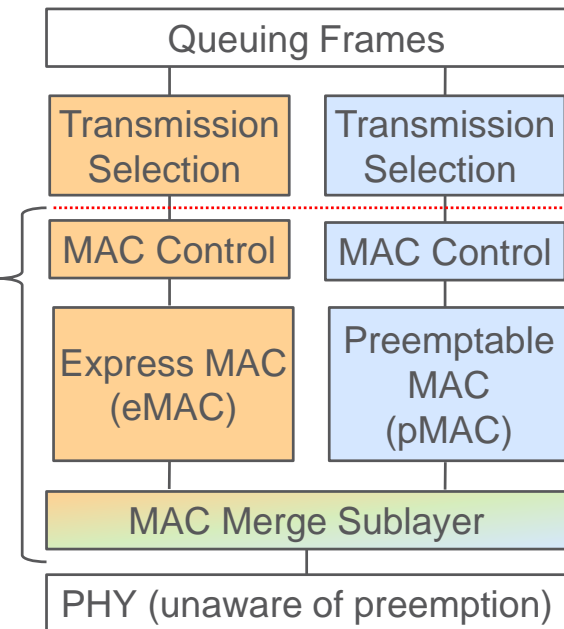 Queuing Frames
Transmission
Selection
Transmission
Selection
MAC Control
MAC Control
Express MAC
(eMAC)
Preemptable
MAC
(pMAC)
MAC Merge Sublayer
PHY (unaware of preemption)